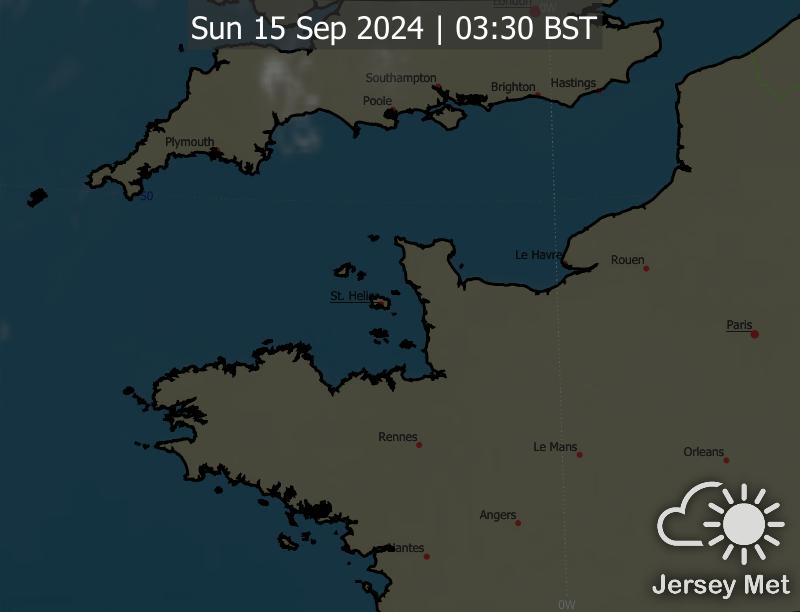 London
0W
Sun 15 Sep 2024 | 03:30 BST
Southampton
Brighton
Hastings
Poole
Plymouth
50
Le Havre
Rouen
St. Helier
Paris
Rennes
Le Mans
Orleans
Angers
Nantes
Jersey Met
0W